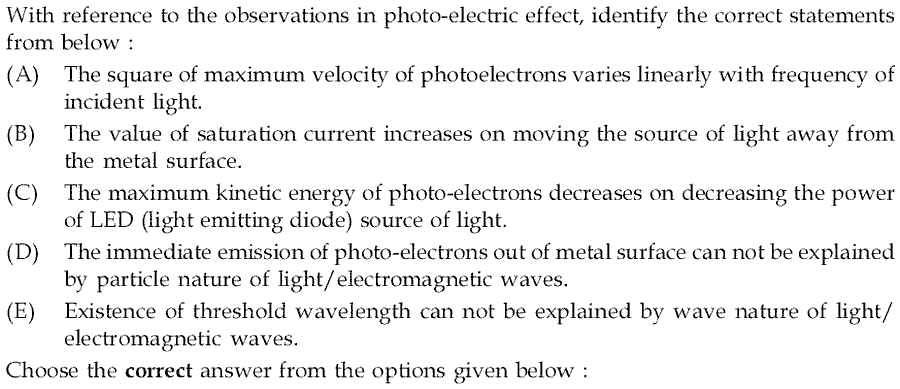 With reference to the observations in photo-electric effect, identify the correct statements
from below :
(A) The square of maximum velocity of photoelectrons varies linearly with frequency of
incident light.
(B) The value of saturation current increases on moving the source of light away from
the metal surface.
(C) The maximum kinetic energy of photo-electrons decreases on decreasing the power
of LED (light emitting diode) source of light.
(D) The immediate emission of photo-electrons out of metal surface can not be explained
by particle nature of light/electromagnetic waves.
(E) Existence of threshold wavelength can not be explained by wave nature of light/
electromagnetic waves.
Choose the correct answer from the options given below :